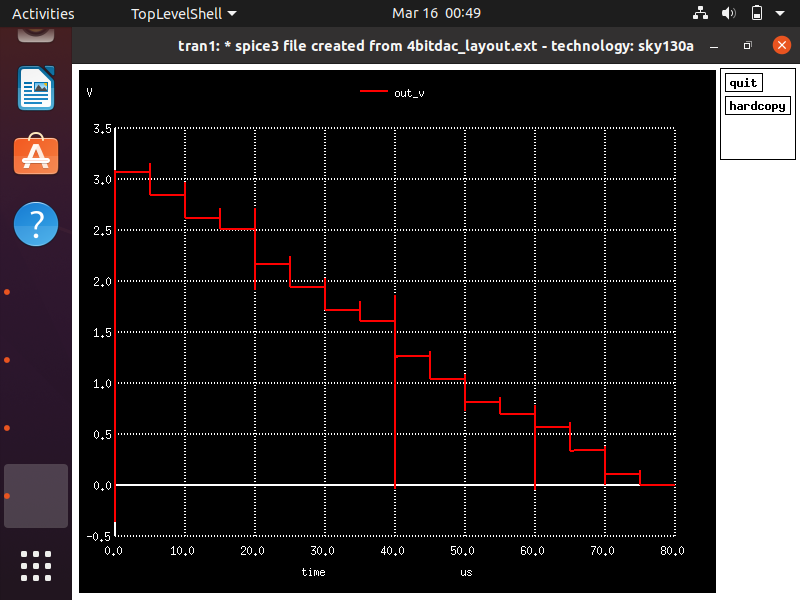 Activities TopLevelShell Mar 16 00:49
tran1: * spice3 file created from 4bitdac_layout.ext - technology: sky130a
quit
hardcopy
V out_v
3.5
3.0
2.5
2.0
1.5
1.0
0.5
0.0
-0.5
0.0 10.0 20.0 30.0 40.0 50.0 60.0 70.0 80.0
time us